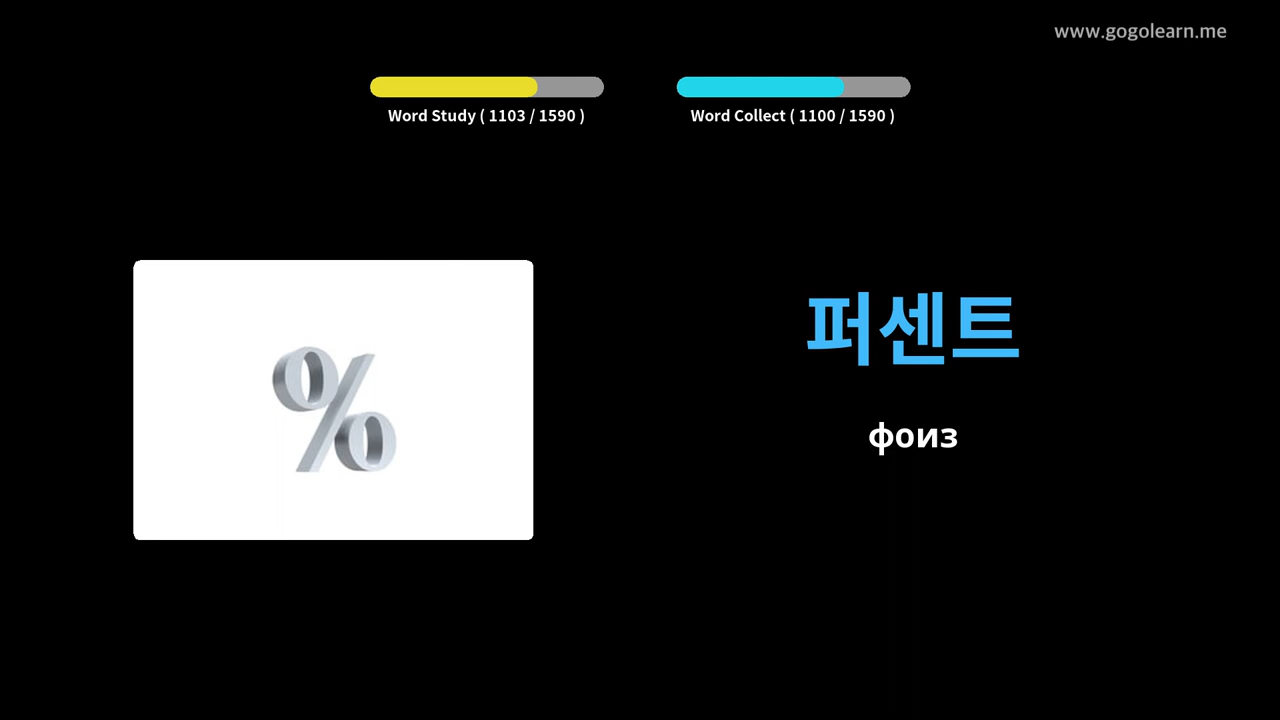 www.gogolearn.me
Word Study ( 1103 / 1590 )
Word Collect ( 1100 / 1590 )
%
퍼센트
фоиз